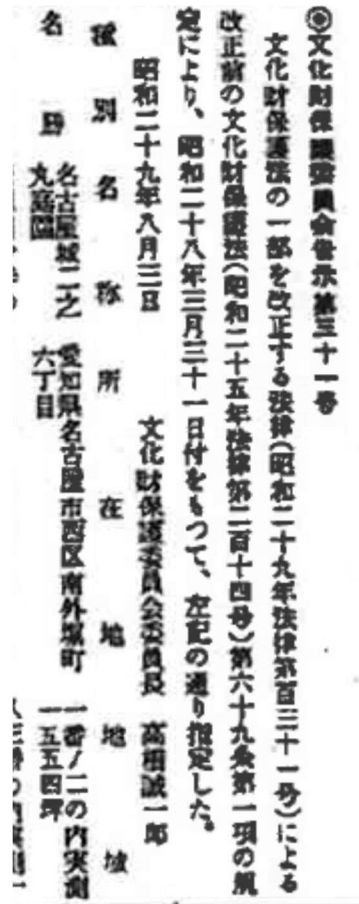 ◎文化財保護委員会告示第三十一号
文化財保護法の一部を改正する法律(昭和二十九年法律第百三十一号)による
改正前の文化財保護法(昭和二十五年法律第二百十四号)第六十九条第一項の規
定により、昭和二十八年三月三十一日付をもつて、左記の通り指定した。
昭和二十九年八月三日
文化財保護委員会委員長 高橋誠一郎
種別 名称 所在地 地域
名勝
名古屋城二之
丸庭園
愛知県名古屋市西区南外堀町
六丁目
一番ノ二の内実測
一五五四坪